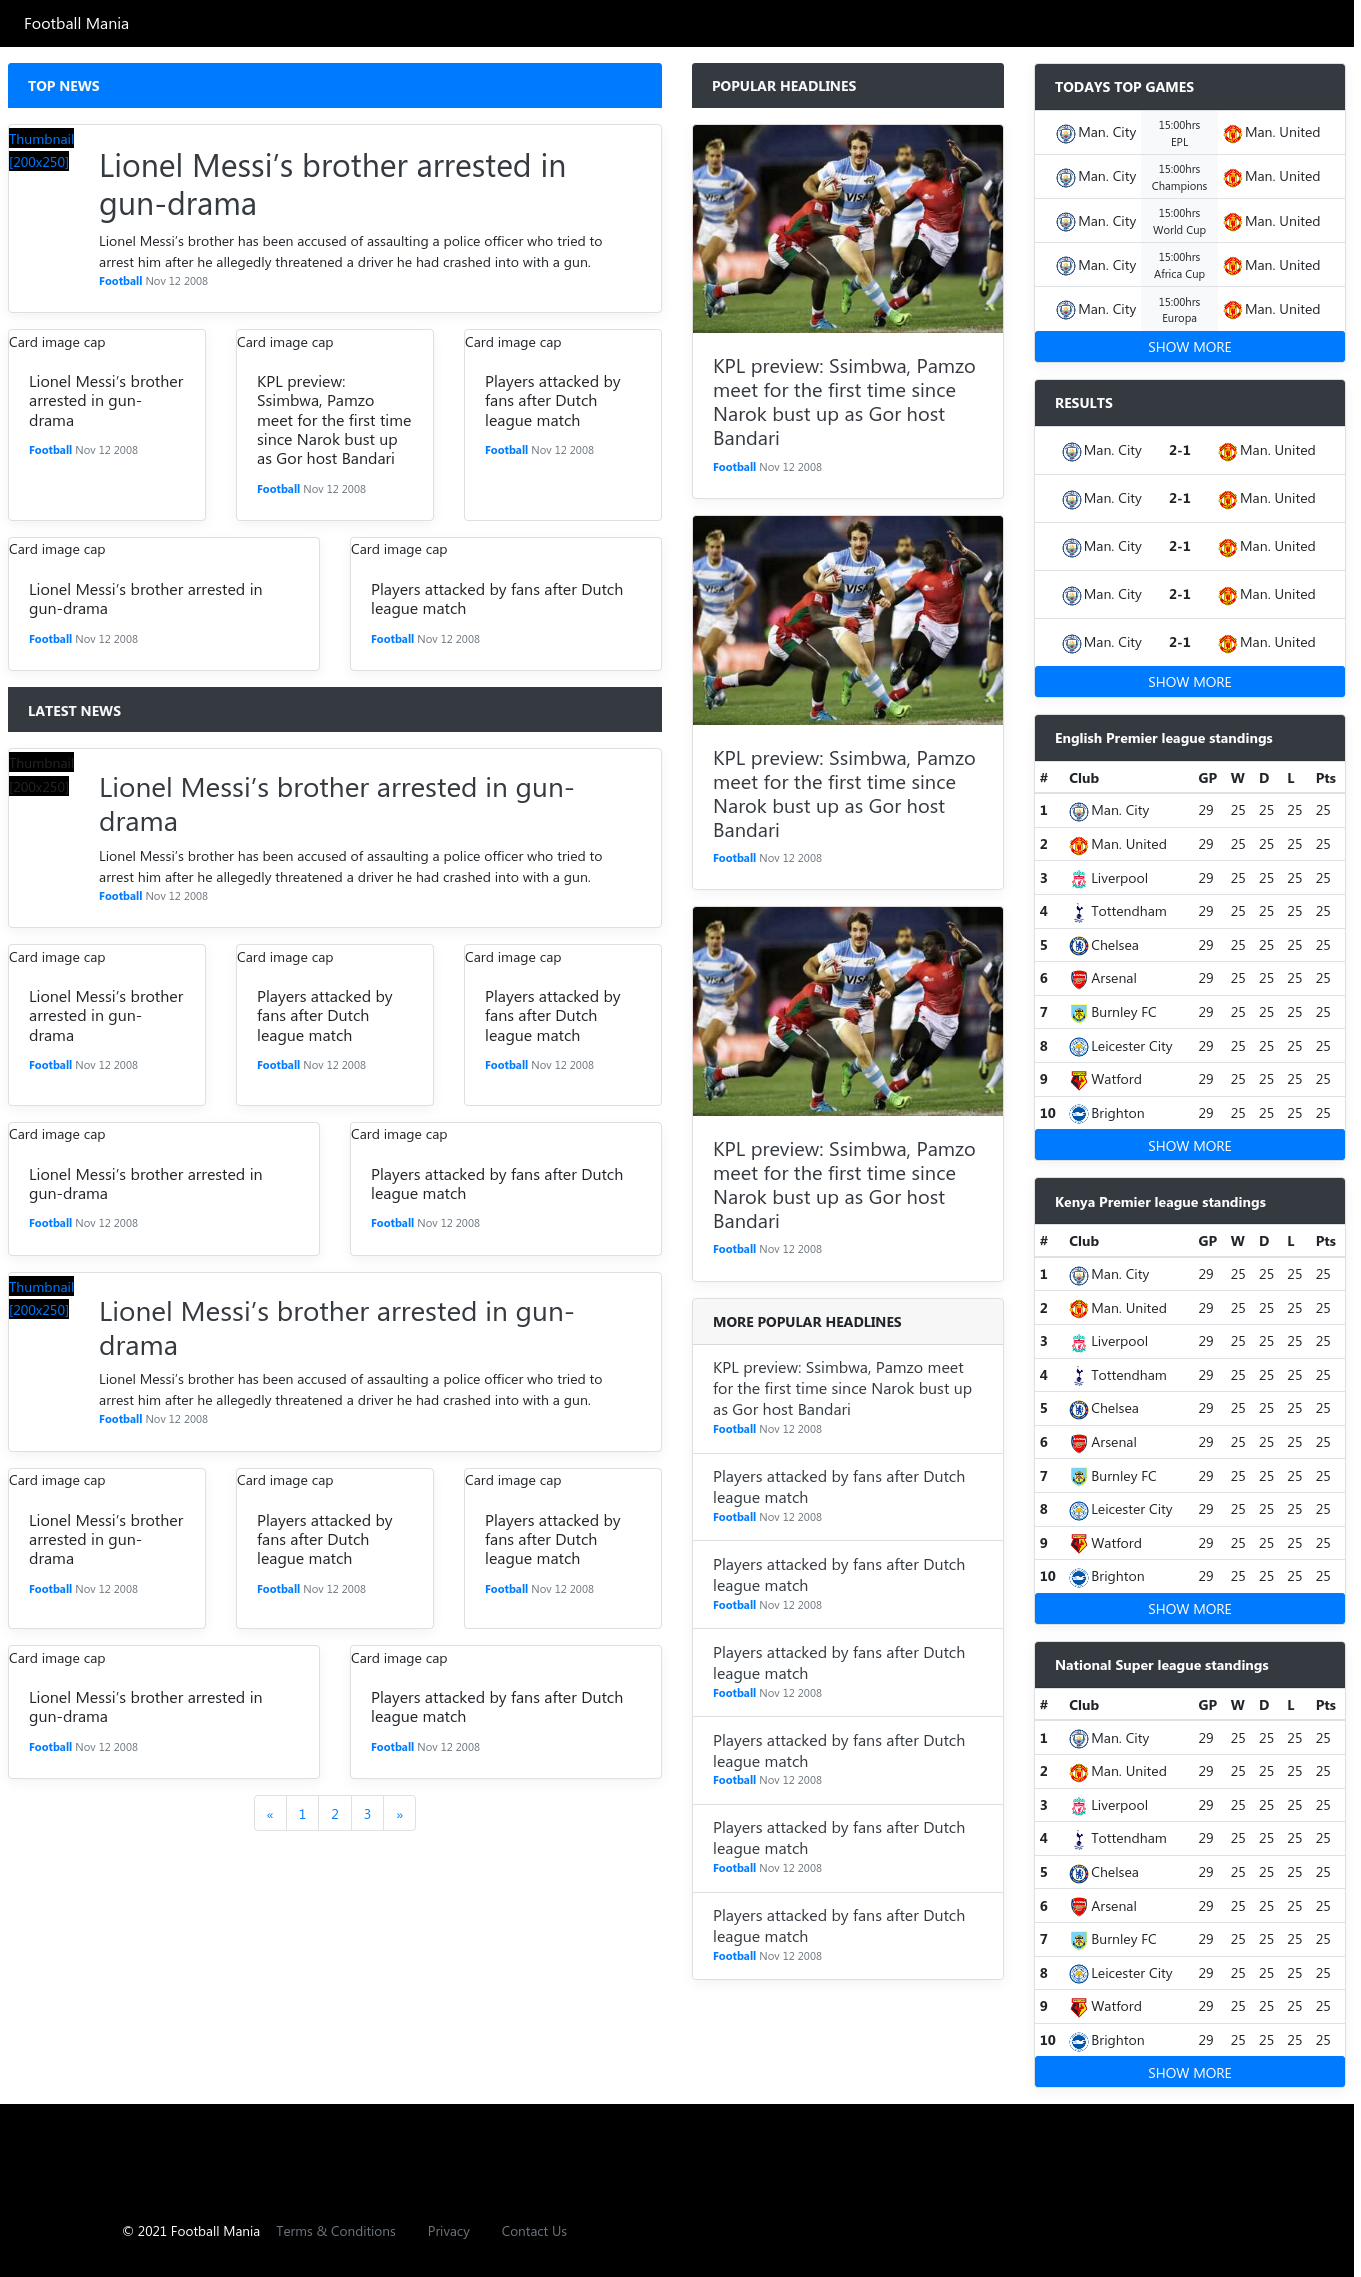 Football Mania
TOP NEWS
Thumbnail
[200x250]
Lionel Messi’s brother arrested in
gun-drama
Lionel Messi’s brother has been accused of assaulting a police officer who tried to
arrest him after he allegedly threatened a driver he had crashed into with a gun.
Football Nov 12 2008
Card image cap
Lionel Messi’s brother
arrested in gun-
drama
Football Nov 12 2008
Card image cap
KPL preview:
Ssimbwa, Pamzo
meet for the first time
since Narok bust up
as Gor host Bandari
Football Nov 12 2008
Card image cap
Players attacked by
fans after Dutch
league match
Football Nov 12 2008
Card image cap
Lionel Messi’s brother arrested in
gun-drama
Football Nov 12 2008
Card image cap
Players attacked by fans after Dutch
league match
Football Nov 12 2008
LATEST NEWS
Thumbnail
[200x250]
Lionel Messi’s brother arrested in gun-
drama
Lionel Messi’s brother has been accused of assaulting a police officer who tried to
arrest him after he allegedly threatened a driver he had crashed into with a gun.
Football Nov 12 2008
Card image cap
Lionel Messi’s brother
arrested in gun-
drama
Football Nov 12 2008
Card image cap
Players attacked by
fans after Dutch
league match
Football Nov 12 2008
Card image cap
Players attacked by
fans after Dutch
league match
Football Nov 12 2008
Card image cap
Lionel Messi’s brother arrested in
gun-drama
Football Nov 12 2008
Card image cap
Players attacked by fans after Dutch
league match
Football Nov 12 2008
Thumbnail
[200x250]
Lionel Messi’s brother arrested in gun-
drama
Lionel Messi’s brother has been accused of assaulting a police officer who tried to
arrest him after he allegedly threatened a driver he had crashed into with a gun.
Football Nov 12 2008
Card image cap
Lionel Messi’s brother
arrested in gun-
drama
Football Nov 12 2008
Card image cap
Players attacked by
fans after Dutch
league match
Football Nov 12 2008
Card image cap
Players attacked by
fans after Dutch
league match
Football Nov 12 2008
Card image cap
Lionel Messi’s brother arrested in
gun-drama
Football Nov 12 2008
Card image cap
Players attacked by fans after Dutch
league match
Football Nov 12 2008
« 1 2 3 »
POPULAR HEADLINES
VISA
KPL preview: Ssimbwa, Pamzo
meet for the first time since
Narok bust up as Gor host
Bandari
Football Nov 12 2008
VISA
KPL preview: Ssimbwa, Pamzo
meet for the first time since
Narok bust up as Gor host
Bandari
Football Nov 12 2008
VISA
KPL preview: Ssimbwa, Pamzo
meet for the first time since
Narok bust up as Gor host
Bandari
Football Nov 12 2008
MORE POPULAR HEADLINES
KPL preview: Ssimbwa, Pamzo meet
for the first time since Narok bust up
as Gor host Bandari
Football Nov 12 2008
Players attacked by fans after Dutch
league match
Football Nov 12 2008
Players attacked by fans after Dutch
league match
Football Nov 12 2008
Players attacked by fans after Dutch
league match
Football Nov 12 2008
Players attacked by fans after Dutch
league match
Football Nov 12 2008
Players attacked by fans after Dutch
league match
Football Nov 12 2008
Players attacked by fans after Dutch
league match
Football Nov 12 2008
TODAYS TOP GAMES
Man. City 15:00hrs Man. United
EPL
Man. City 15:00hrs Man. United
Champions
Man. City 15:00hrs Man. United
World Cup
Man. City 15:00hrs Man. United
Africa Cup
Man. City 15:00hrs Man. United
Europa
SHOW MORE
RESULTS
Man. City 2-1 Man. United
Man. City 2-1 Man. United
Man. City 2-1 Man. United
Man. City 2-1 Man. United
Man. City 2-1 Man. United
SHOW MORE
English Premier league standings
# Club GP W D L Pts
1 Man. City 29 25 25 25 25
2 Man. United 29 25 25 25 25
3 Liverpool 29 25 25 25 25
4 Tottendham 29 25 25 25 25
5 Chelsea 29 25 25 25 25
6 Arsenal 29 25 25 25 25
7 Burnley FC 29 25 25 25 25
8 Leicester City 29 25 25 25 25
9 Watford 29 25 25 25 25
10 Brighton 29 25 25 25 25
SHOW MORE
Kenya Premier league standings
# Club GP W D L Pts
1 Man. City 29 25 25 25 25
2 Man. United 29 25 25 25 25
3 Liverpool 29 25 25 25 25
4 Tottendham 29 25 25 25 25
5 Chelsea 29 25 25 25 25
6 Arsenal 29 25 25 25 25
7 Burnley FC 29 25 25 25 25
8 Leicester City 29 25 25 25 25
9 Watford 29 25 25 25 25
10 Brighton 29 25 25 25 25
SHOW MORE
National Super league standings
# Club GP W D L Pts
1 Man. City 29 25 25 25 25
2 Man. United 29 25 25 25 25
3 Liverpool 29 25 25 25 25
4 Tottendham 29 25 25 25 25
5 Chelsea 29 25 25 25 25
6 Arsenal 29 25 25 25 25
7 Burnley FC 29 25 25 25 25
8 Leicester City 29 25 25 25 25
9 Watford 29 25 25 25 25
10 Brighton 29 25 25 25 25
SHOW MORE
© 2021 Football Mania Terms & Conditions Privacy Contact Us